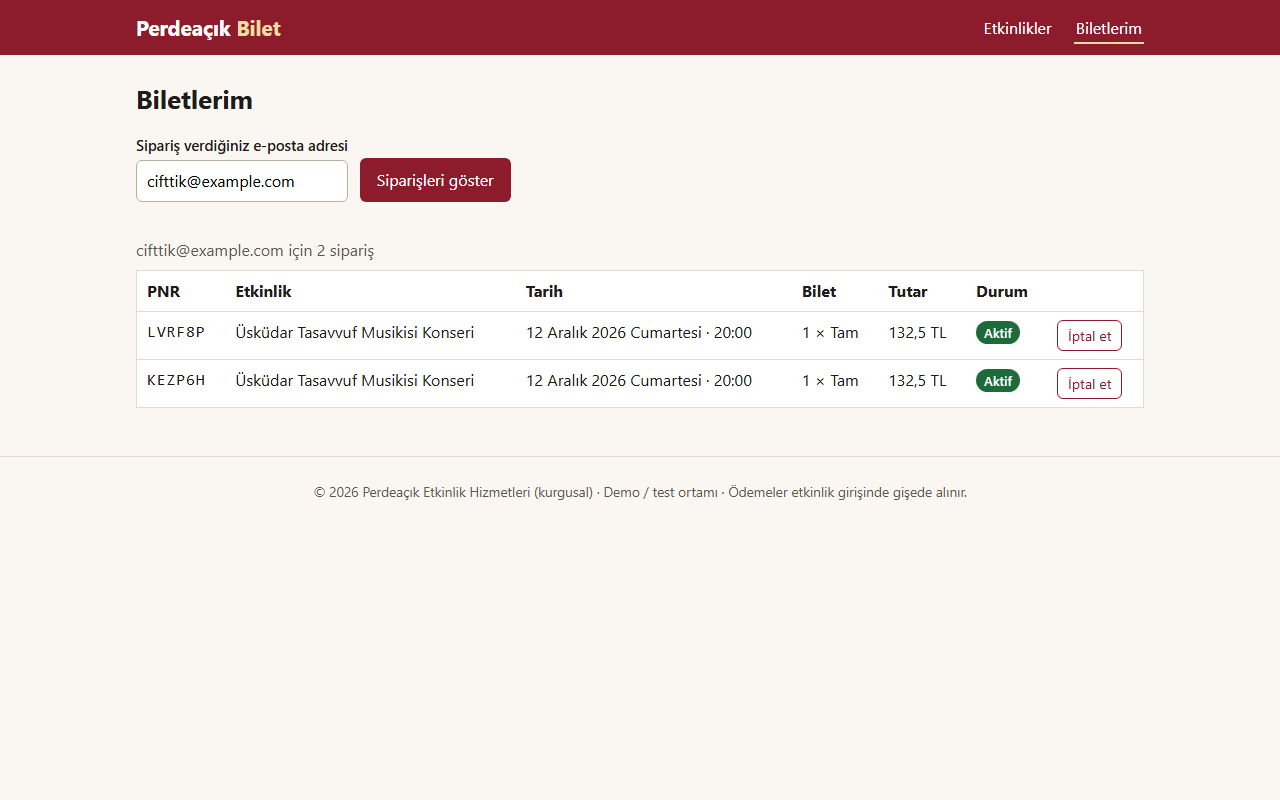 Perdeaçık Bilet
Etkinlikler Biletlerim
Biletlerim
Sipariş verdiğiniz e-posta adresi
cifttik@example.com
Siparişleri göster
cifttik@example.com için 2 sipariş
PNR Etkinlik Tarih Bilet Tutar Durum
LVRF8P Üsküdar Tasavvuf Musikisi Konseri 12 Aralık 2026 Cumartesi · 20:00 1 × Tam 132,5 TL Aktif İptal et
KEZP6H Üsküdar Tasavvuf Musikisi Konseri 12 Aralık 2026 Cumartesi · 20:00 1 × Tam 132,5 TL Aktif İptal et
© 2026 Perdeaçık Etkinlik Hizmetleri (kurgusal) · Demo / test ortamı · Ödemeler etkinlik girişinde gişede alınır.